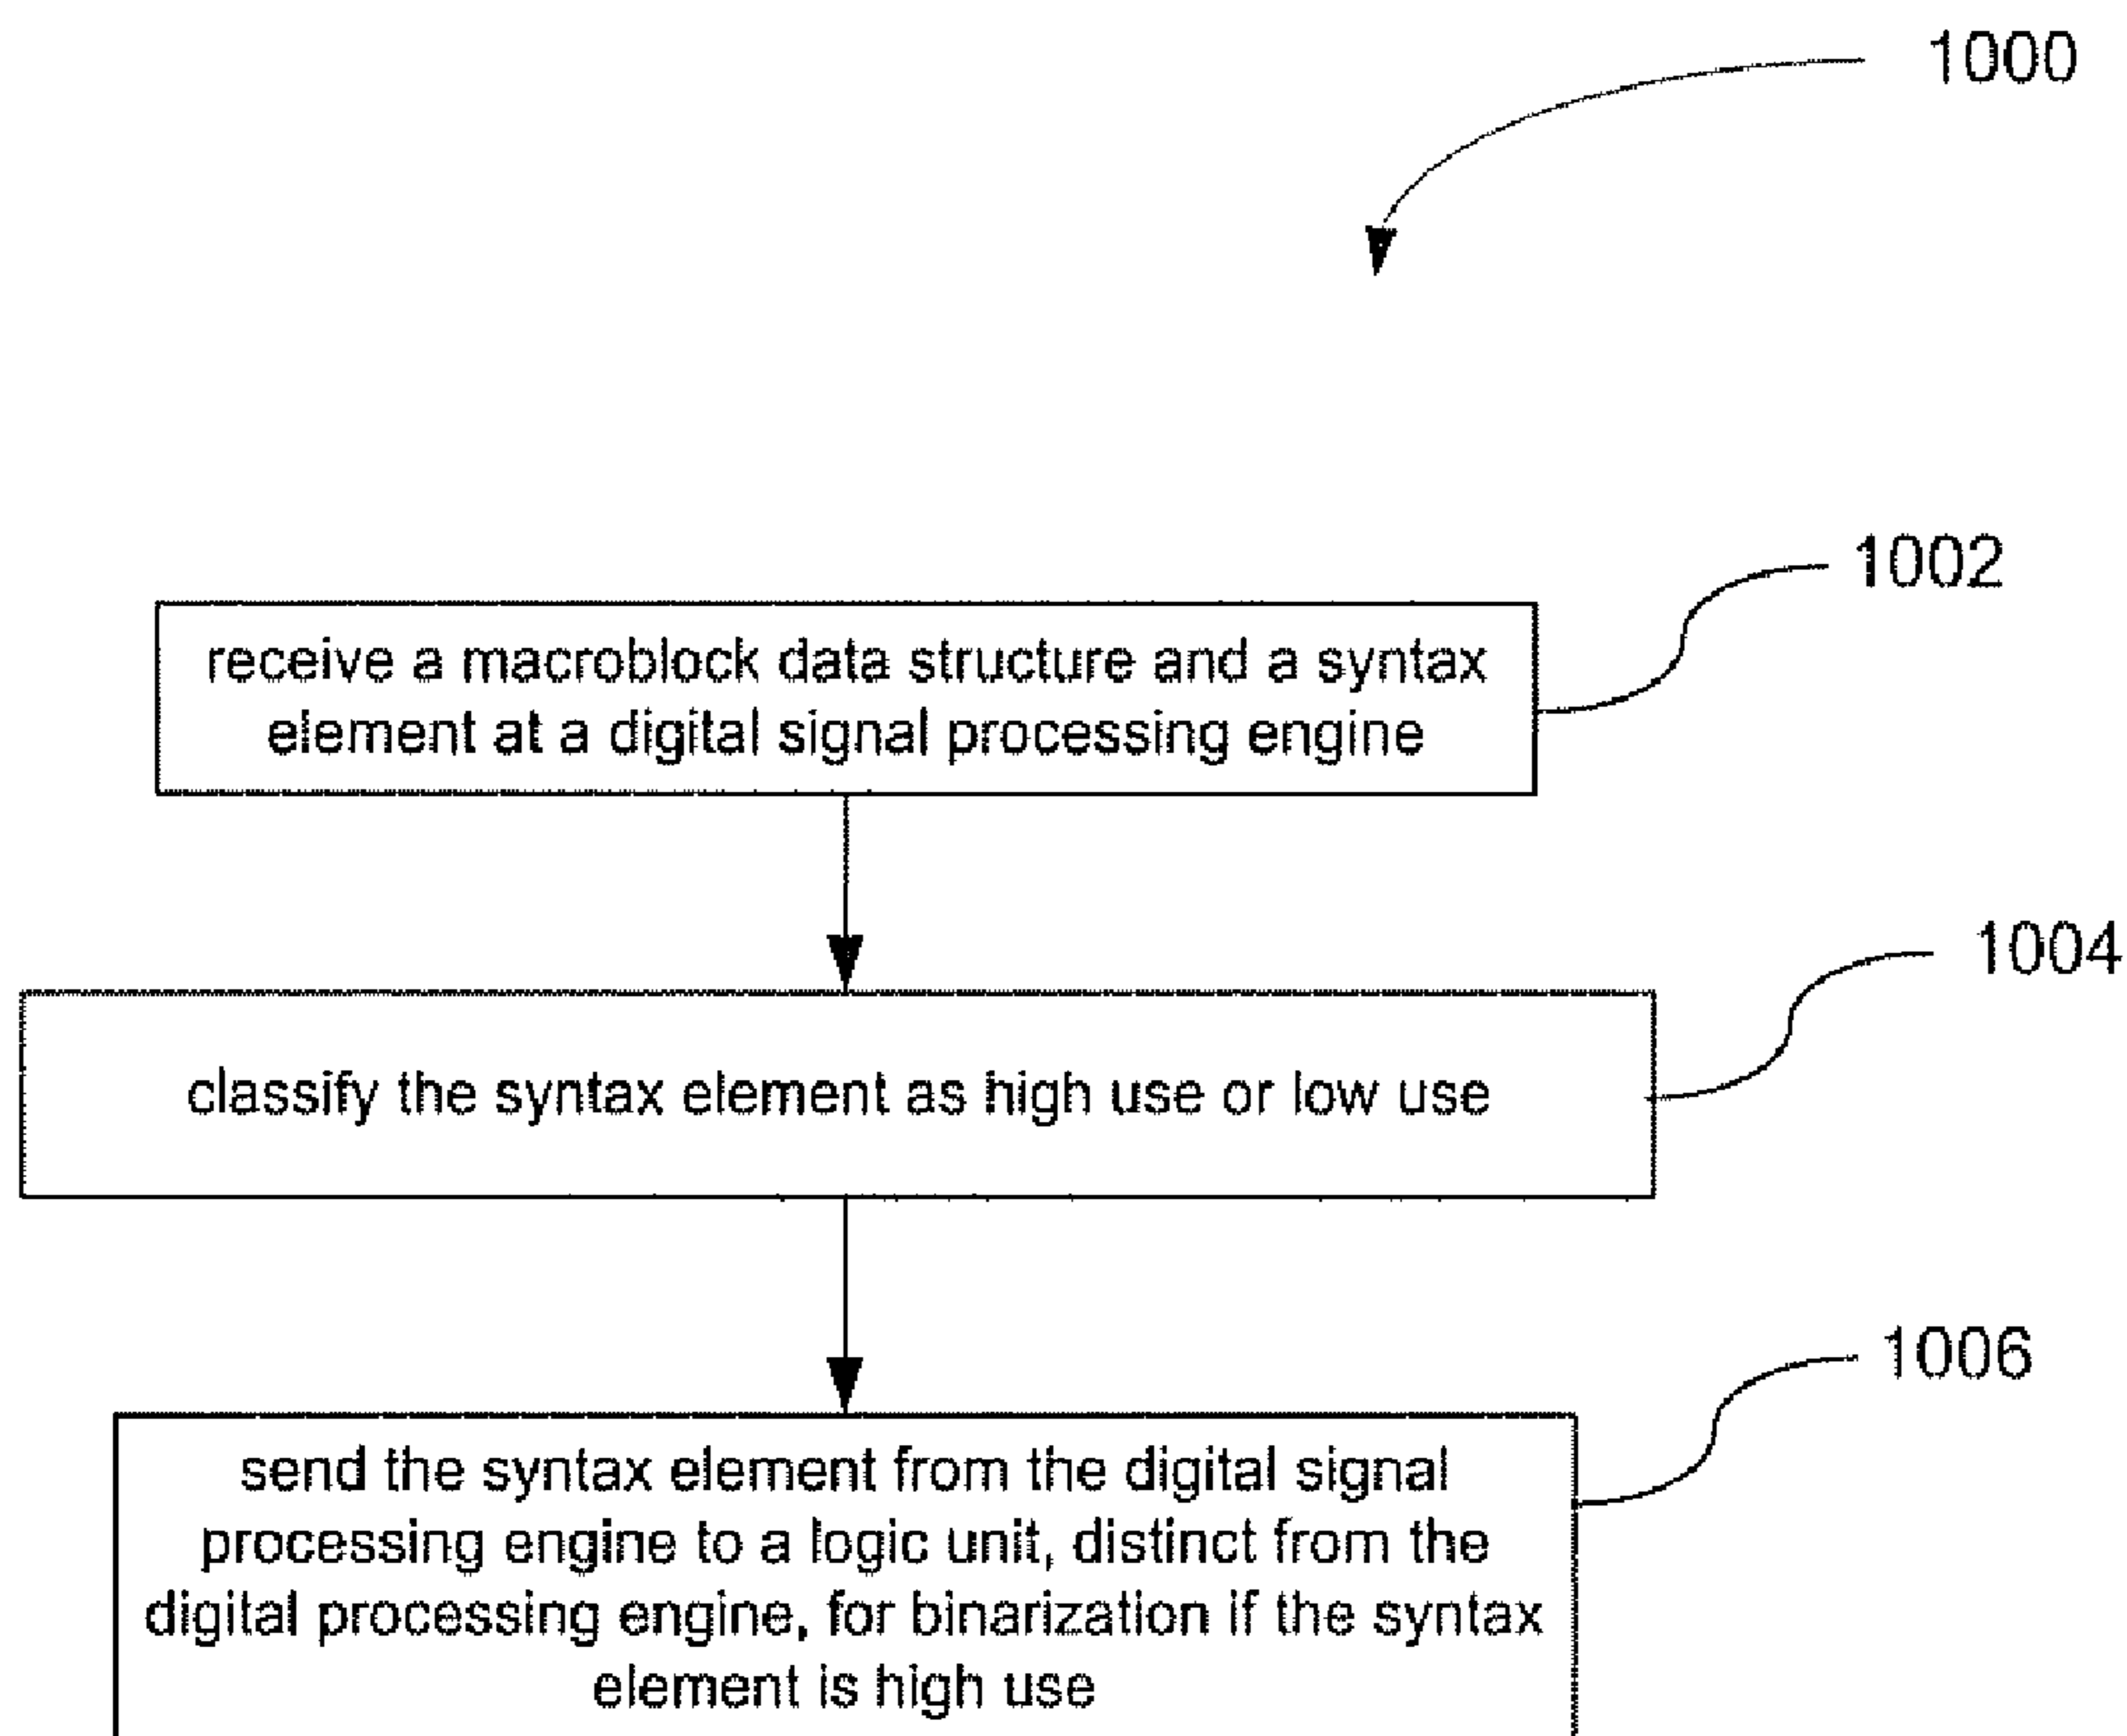 1000
1002
receive a macroblock data structure and a syntax
element at a digital signal processing engine
1004
classify the syntax element as high use or low use
1006
send the syntax element from the digital signal
processing engine to a logic unit, distinct from the
digital processing engine, for binarization if the syntax
element is high use